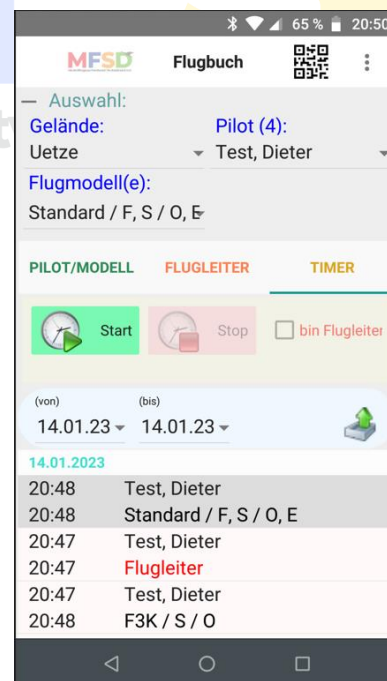 65 % 20:50
MFSD Flugbuch
— Auswahl:
Gelände: Pilot (4):
Uetze Test, Dieter
Flugmodell(e):
Standard / F, S / O, E
PILOT/MODELL FLUGLEITER TIMER
Start Stop bin Flugleiter
(von) (bis)
14.01.23 14.01.23
14.01.2023
20:48 Test, Dieter
20:48 Standard / F, S / O, E
20:47 Test, Dieter
20:47 Flugleiter
20:47 Test, Dieter
20:48 F3K / S / O